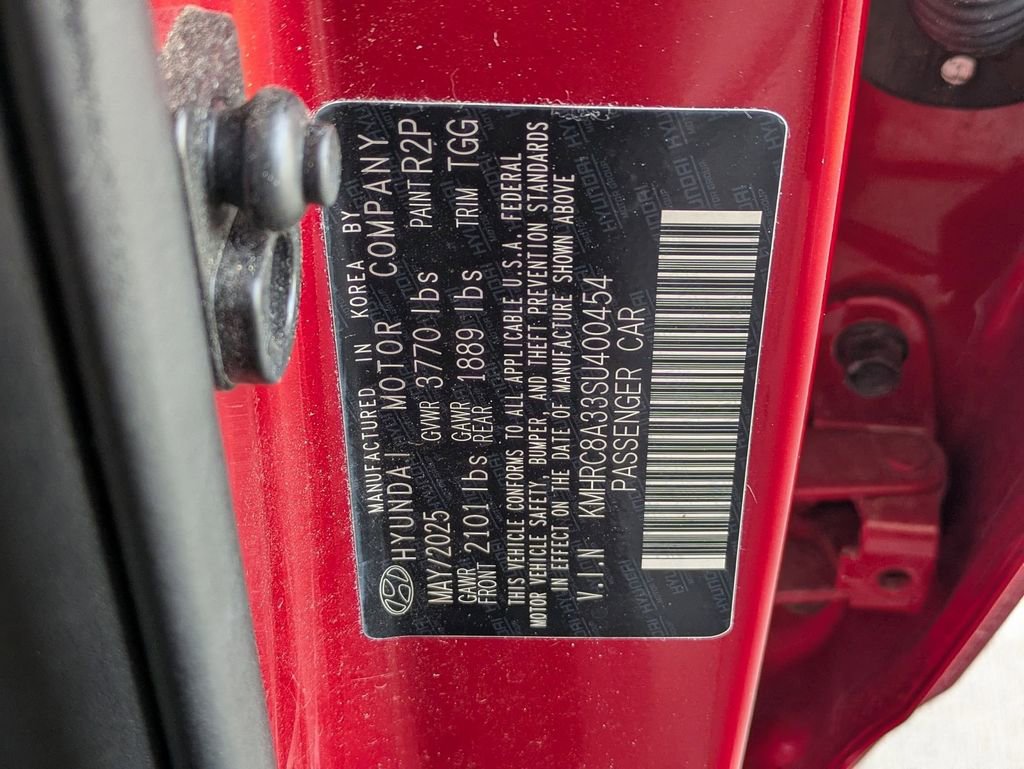 MANUFACTURED IN KOREA BY
HYUNDAI MOTOR COMPANY
MAY/2025 GVWR 3770 lbs PAINT R2P
GAWR FRONT 2101 lbs GAWR REAR 1889 lbs TRIM TGG
THIS VEHICLE CONFORMS TO ALL APPLICABLE U.S.A. FEDERAL
MOTOR VEHICLE SAFETY, BUMPER, AND THEFT PREVENTION STANDARDS
IN EFFECT ON THE DATE OF MANUFACTURE SHOWN ABOVE
V.I.N KMHRC8A33SU400454
PASSENGER CAR